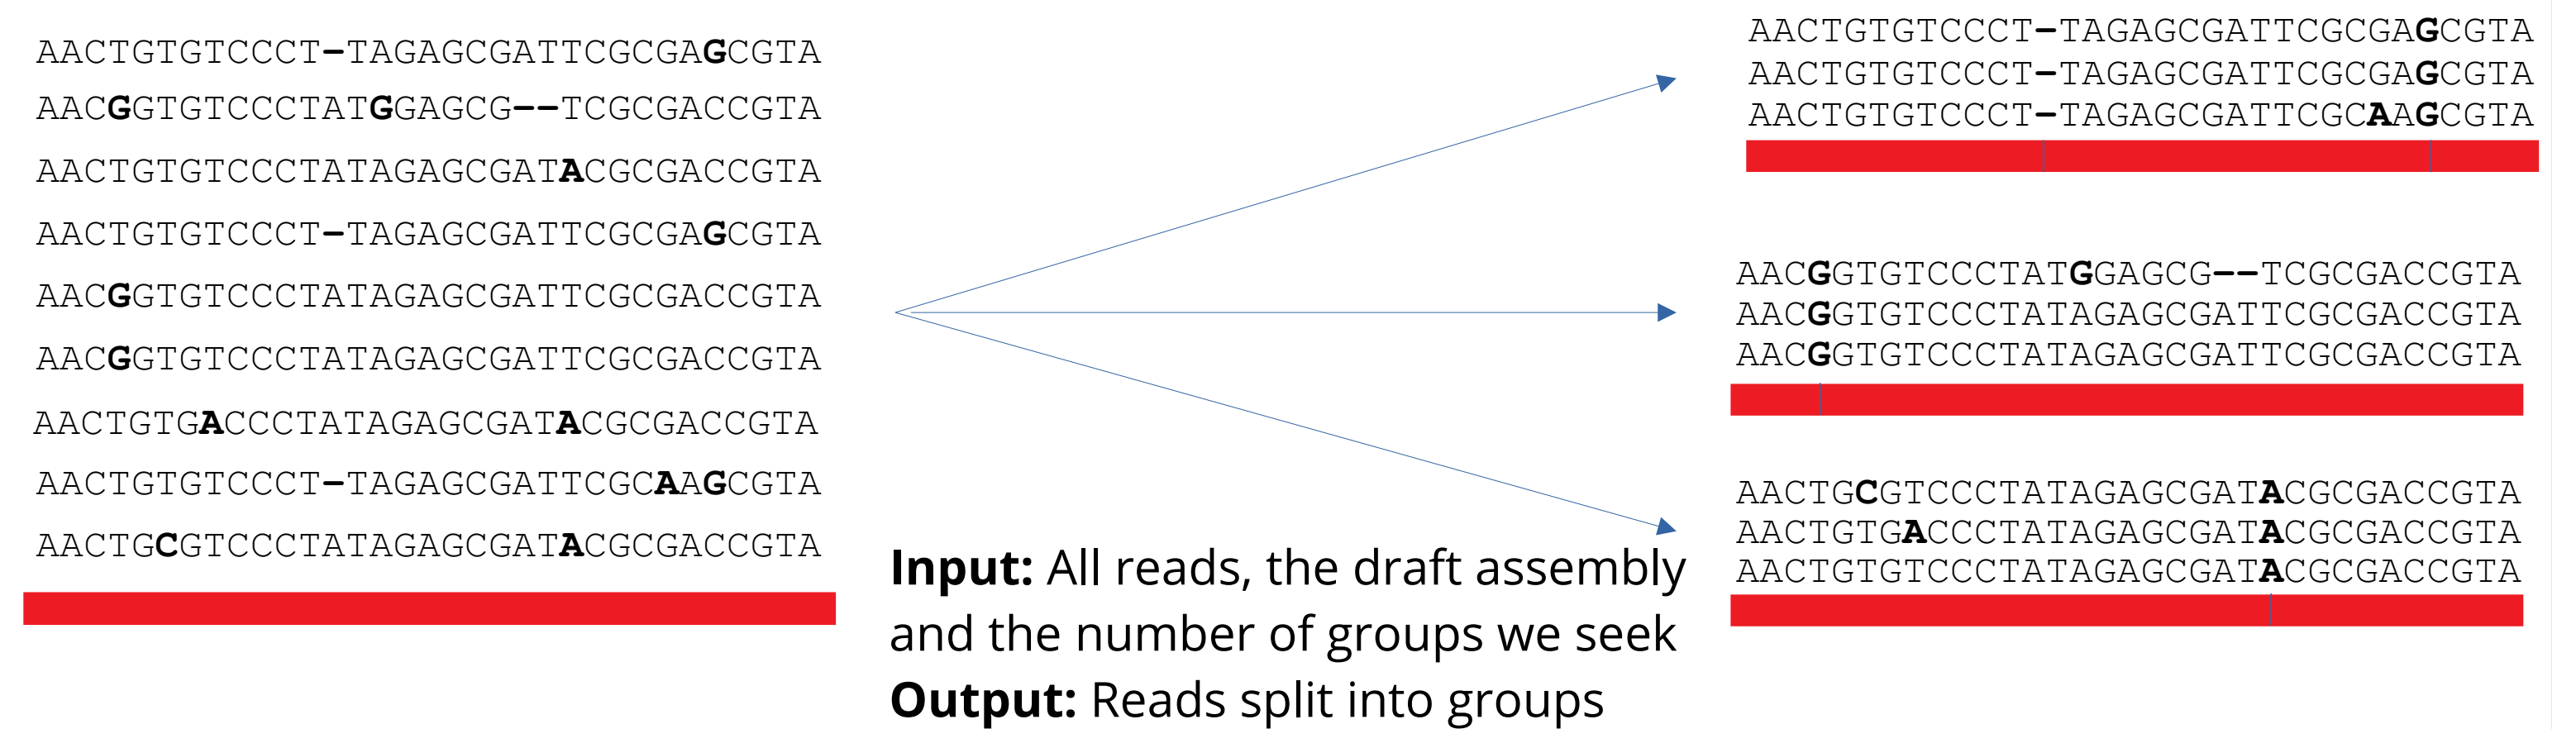 AACTGTGTCCCT-TAGAGCGATTCGCGAGCGTA
AACGGTGTCCCTATGGAGCG--TCGCGACCGTA
AACTGTGTCCCTATAGAGCGATACGCGACCGTA
AACTGTGTCCCT-TAGAGCGATTCGCGAGCGTA
AACGGTGTCCCTATAGAGCGATTCGCGACCGTA
AACGGTGTCCCTATAGAGCGATTCGCGACCGTA
AACTGTGACCCTATAGAGCGATACGCGACCGTA
AACTGTGTCCCT-TAGAGCGATTCGCAAGCGTA
AACTGCGTCCCTATAGAGCGATACGCGACCGTA
Input: All reads, the draft assembly
and the number of groups we seek
Output: Reads split into groups
AACTGTGTCCCT-TAGAGCGATTCGCGAGCGTA
AACTGTGTCCCT-TAGAGCGATTCGCGAGCGTA
AACTGTGTCCCT-TAGAGCGATTCGCAAGCGTA
AACGGTGTCCCTATGGAGCG--TCGCGACCGTA
AACGGTGTCCCTATAGAGCGATTCGCGACCGTA
AACGGTGTCCCTATAGAGCGATTCGCGACCGTA
AACTGCGTCCCTATAGAGCGATACGCGACCGTA
AACTGTGACCCTATAGAGCGATACGCGACCGTA
AACTGTGTCCCTATAGAGCGATACGCGACCGTA